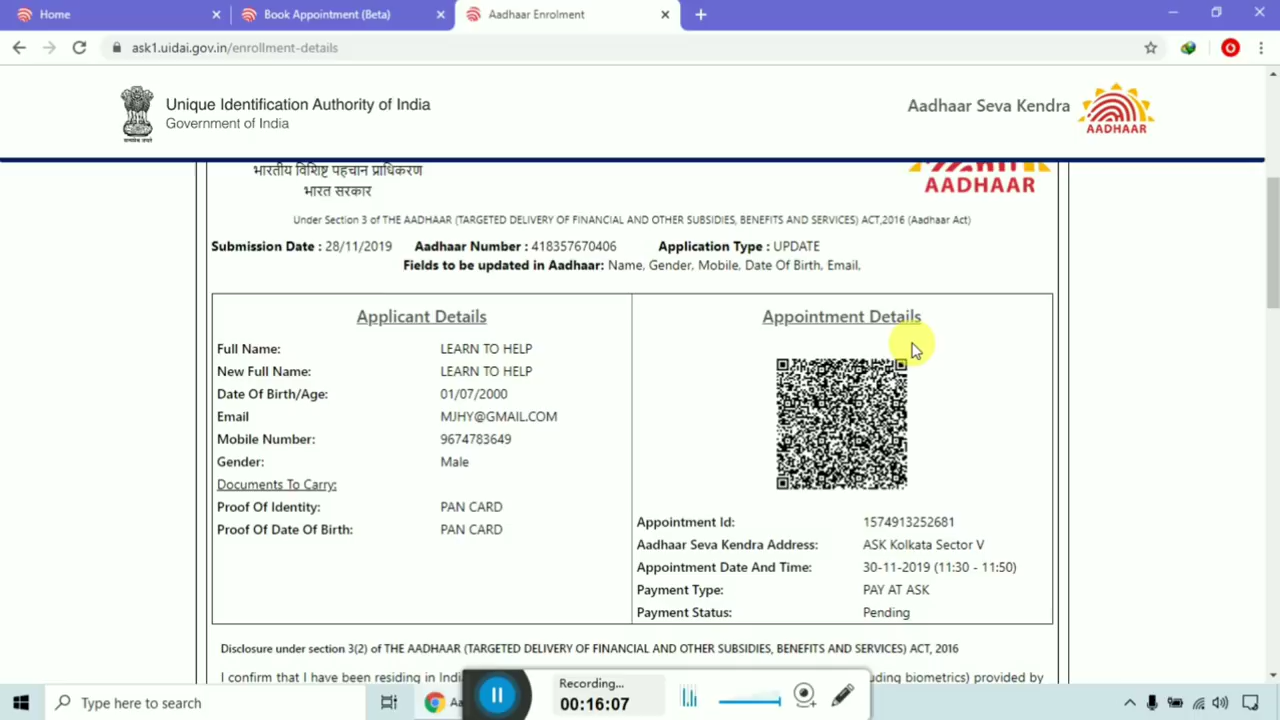 Home
Book Appointment (Beta)
Aadhaar Enrolment
ask1.uidai.gov.in/enrollment-details
Unique Identification Authority of India
Government of India
Aadhaar Seva Kendra
AADHAAR
भारतीय विशिष्ट पहचान प्राधिकरण
भारत सरकार
AADHAAR
Under Section 3 of THE AADHAAR (TARGETED DELIVERY OF FINANCIAL AND OTHER SUBSIDIES, BENEFITS AND SERVICES) ACT,2016 (Aadhaar Act)
Submission Date : 28/11/2019 Aadhaar Number : 418357670406 Application Type : UPDATE
Fields to be updated in Aadhaar: Name, Gender, Mobile, Date Of Birth, Email,
Applicant Details
Full Name: LEARN TO HELP
New Full Name: LEARN TO HELP
Date Of Birth/Age: 01/07/2000
Email MJHY@GMAIL.COM
Mobile Number: 9674783649
Gender: Male
Documents To Carry:
Proof Of Identity: PAN CARD
Proof Of Date Of Birth: PAN CARD
Appointment Details
Appointment Id: 1574913252681
Aadhaar Seva Kendra Address: ASK Kolkata Sector V
Appointment Date And Time: 30-11-2019 (11:30 - 11:50)
Payment Type: PAY AT ASK
Payment Status: Pending
Disclosure under section 3(2) of THE AADHAAR (TARGETED DELIVERY OF FINANCIAL AND OTHER SUBSIDIES, BENEFITS AND SERVICES) ACT, 2016
I confirm that I have been residing in Indi uding biometrics) provided by
Type here to search
Aa
Recording...
00:16:07